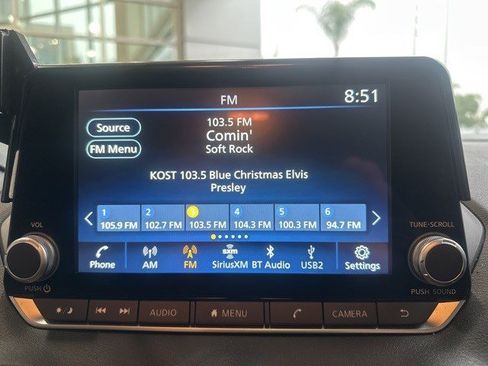 FM
8:51
Source
FM Menu
103.5 FM
Comin'
Soft Rock
KOST 103.5 Blue Christmas Elvis
Presley
1 2 3 4 5 6
105.9 FM 102.7 FM 103.5 FM 104.3 FM 100.3 FM 94.7 FM
sxm
Phone AM FM SiriusXM BT Audio USB2 Settings
VOL
TUNE•SCROLL
PUSH
PUSH SOUND
AUDIO MENU CAMERA